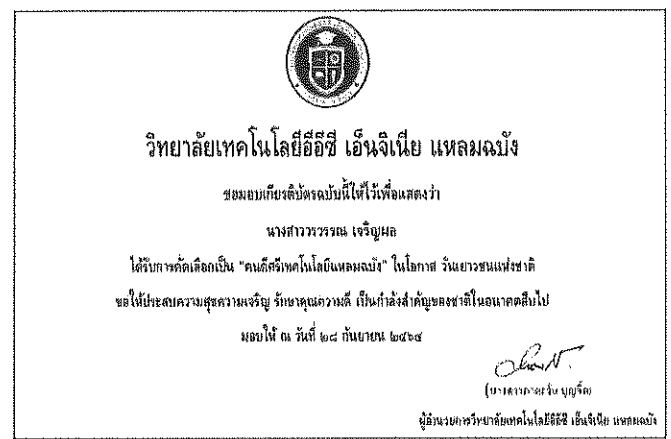 วิทยาลัยเทคโนโลยีอีอีซี เอ็นจิเนีย แหลมฉบัง
ขอมอบเกียรติบัตรฉบับนี้ให้ไว้เพื่อแสดงว่า
นางสาววรวรรณ เจริญผล
ได้รับการคัดเลือกเป็น "คนดีศรีเทคโนโลยีแหลมฉบัง" ในโอกาส วันเยาวชนแห่งชาติ
ขอให้ประสบความสุขความเจริญ รักษาคุณความดี เป็นกำลังสำคัญของชาติในอนาคตสืบไป
มอบให้ ณ วันที่ ๒๘ กันยายน ๒๕๖๔
ผู้อำนวยการวิทยาลัยเทคโนโลยีอีอีซี เอ็นจิเนีย แหลมฉบัง